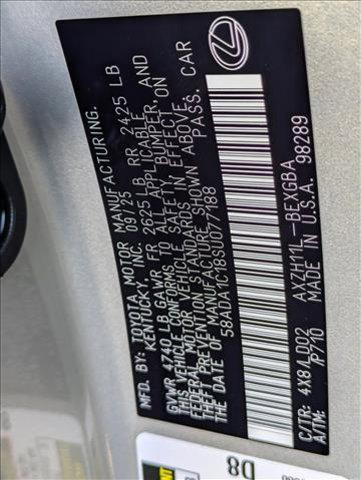 MFD. BY: TOYOTA MOTOR MANUFACTURING.
KENTUCKY, INC. 09/25
GVWR 4740 LB GAWR FR 2625 LB RR 2425 LB
THIS VEHICLE CONFORMS TO ALL APPLICABLE
FEDERAL MOTOR VEHICLE SAFETY, BUMPER, AND
THEFT PREVENTION STANDARDS IN EFFECT ON
THE DATE OF MANUFACTURE SHOWN ABOVE.
58ADA1C18SU077188 PASS. CAR
C/TR: 4X8 /LD02 AXZH11L-BEXGBA
A/TM: /P710 MADE IN U.S.A. 98289
D8